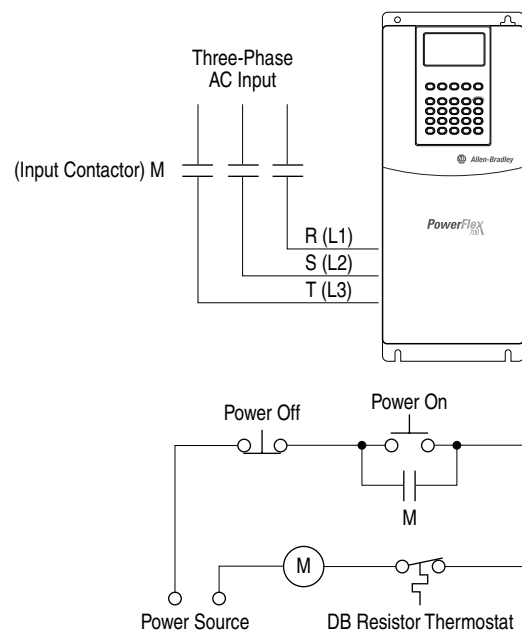 Three-Phase
AC Input
(Input Contactor) M
R (L1)
S (L2)
T (L3)
Allen-Bradley
PowerFlex
700
Power Off
Power On
M
M
Power Source
DB Resistor Thermostat